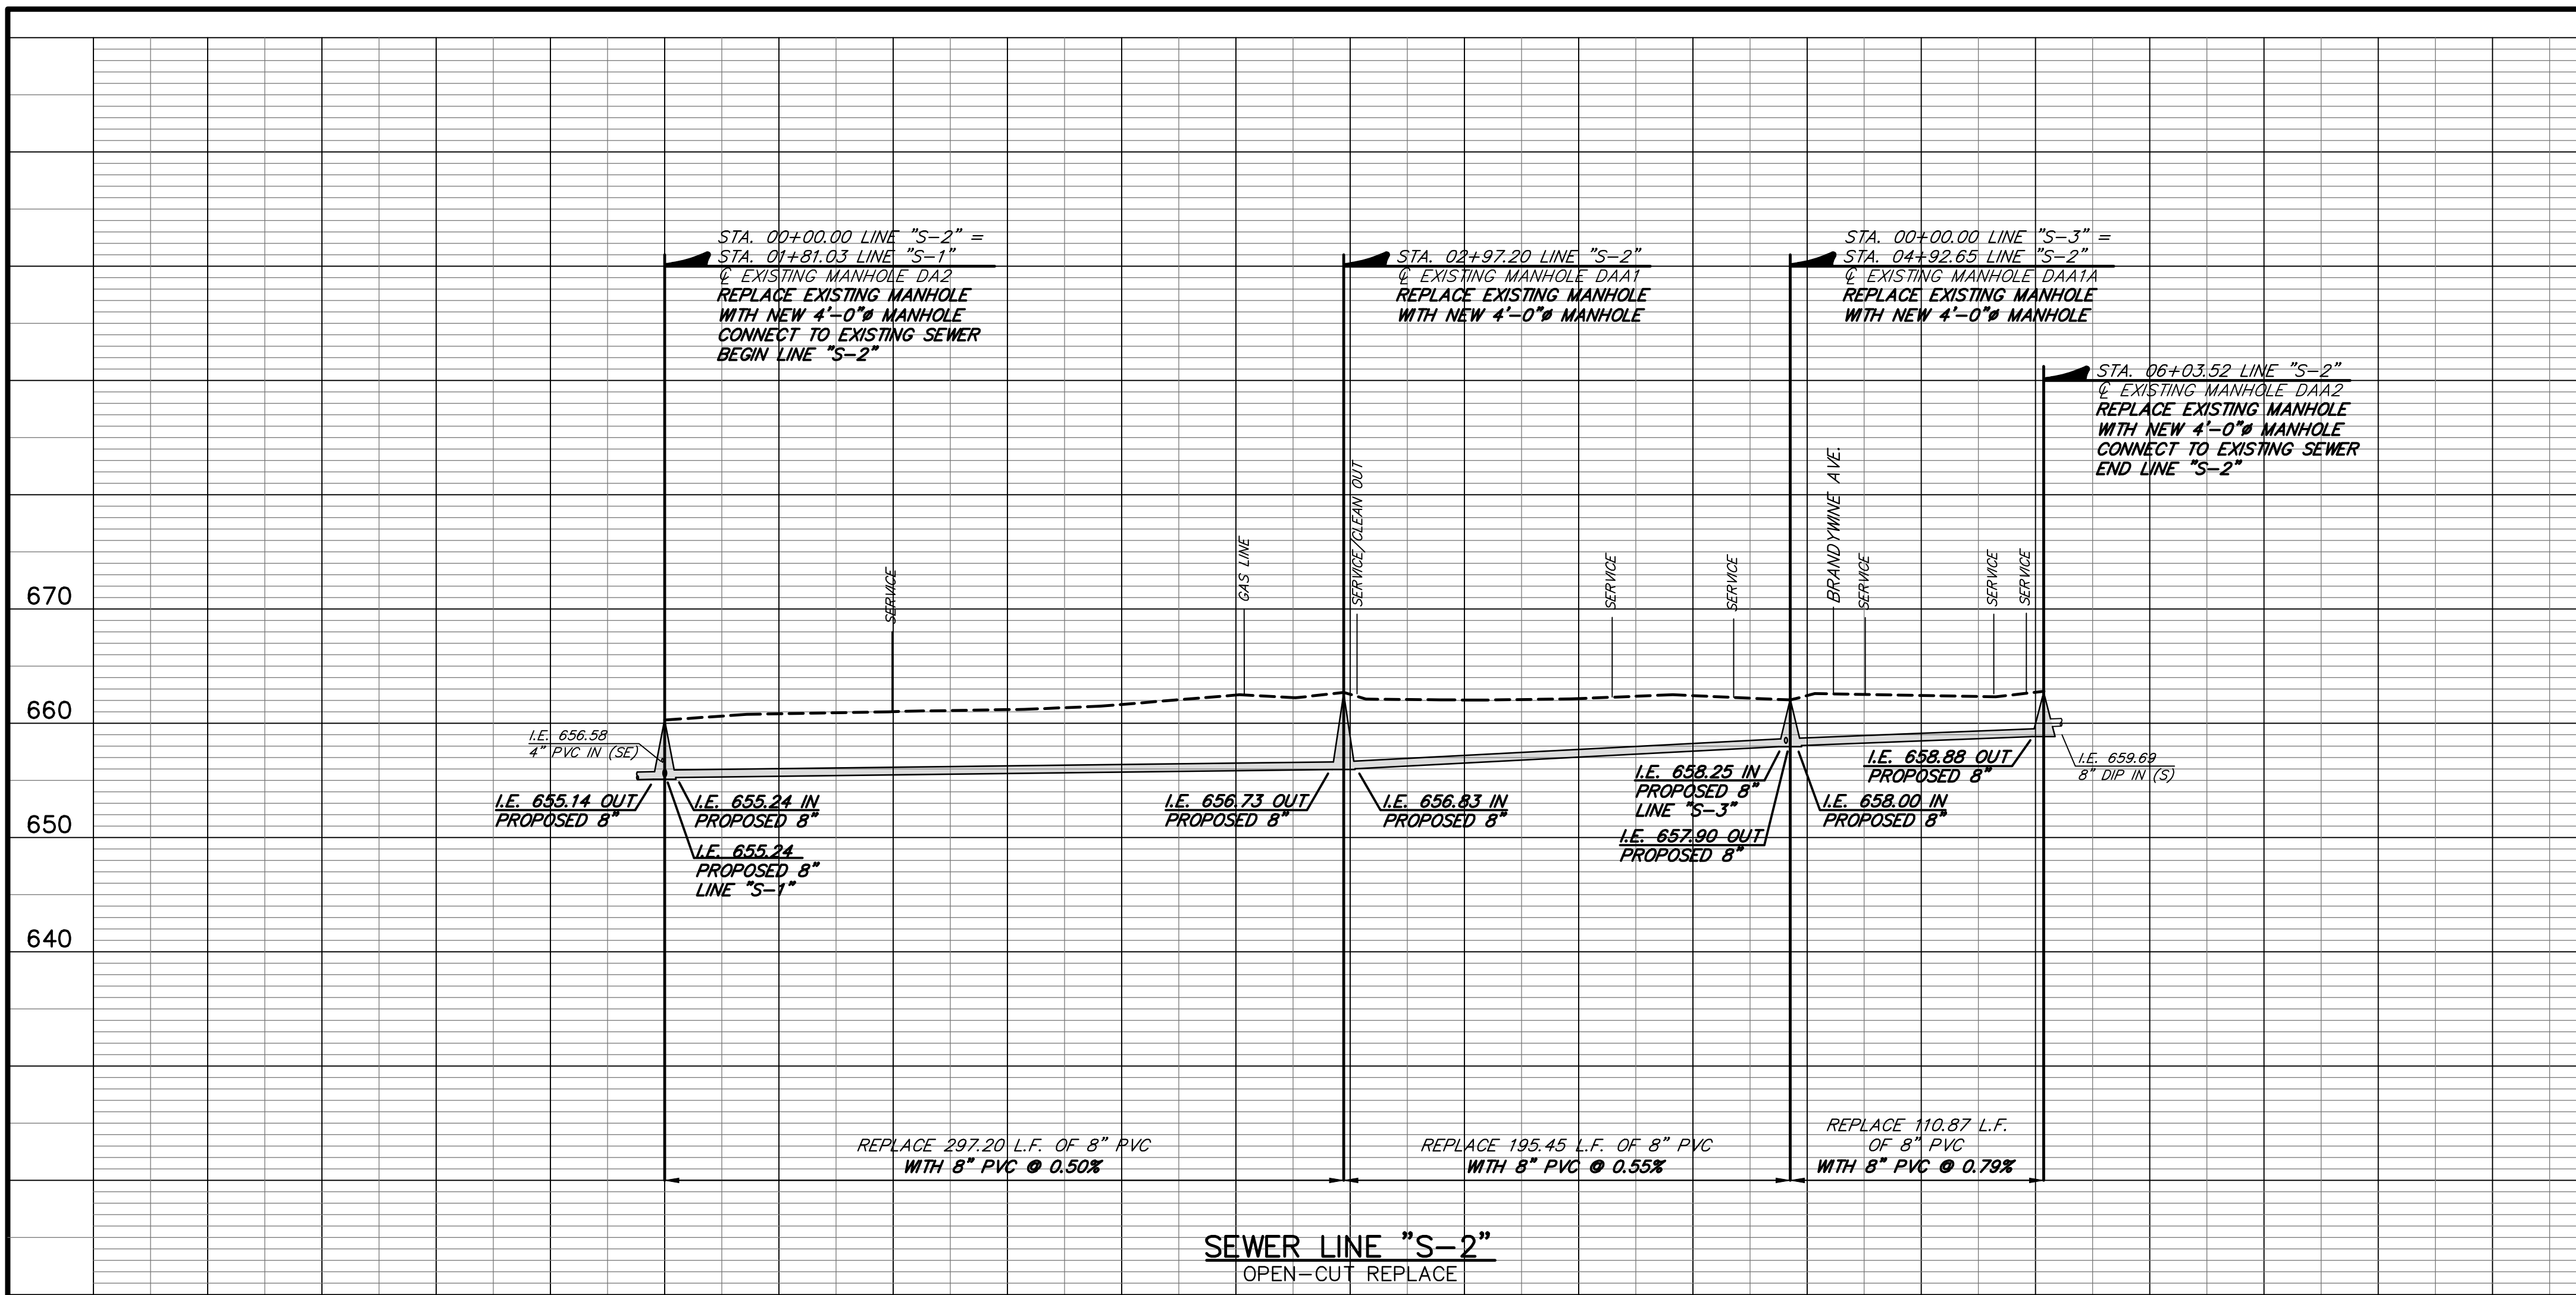 STA. 00+00.00 LINE "S-2" =
STA. 01+81.03 LINE "S-1"
℄ EXISTING MANHOLE DA2
REPLACE EXISTING MANHOLE
WITH NEW 4'-0"ø MANHOLE
CONNECT TO EXISTING SEWER
BEGIN LINE "S-2"
STA. 02+97.20 LINE "S-2"
℄ EXISTING MANHOLE DAA1
REPLACE EXISTING MANHOLE
WITH NEW 4'-0"ø MANHOLE
STA. 00+00.00 LINE "S-3" =
STA. 04+92.65 LINE "S-2"
℄ EXISTING MANHOLE DAA1A
REPLACE EXISTING MANHOLE
WITH NEW 4'-0"ø MANHOLE
STA. 06+03.52 LINE "S-2"
℄ EXISTING MANHOLE DAA2
REPLACE EXISTING MANHOLE
WITH NEW 4'-0"ø MANHOLE
CONNECT TO EXISTING SEWER
END LINE "S-2"
SERVICE
GAS LINE
SERVICE/CLEAN OUT
SERVICE
SERVICE
BRANDYWINE AVE.
SERVICE
SERVICE
SERVICE
670
660
650
640
I.E. 656.58
4" PVC IN (SE)
I.E. 655.14 OUT
PROPOSED 8"
I.E. 655.24 IN
PROPOSED 8"
I.E. 655.24
PROPOSED 8"
LINE "S-1"
I.E. 656.73 OUT
PROPOSED 8"
I.E. 656.83 IN
PROPOSED 8"
I.E. 658.25 IN
PROPOSED 8"
LINE "S-3"
I.E. 657.90 OUT
PROPOSED 8"
I.E. 658.00 IN
PROPOSED 8"
I.E. 658.88 OUT
PROPOSED 8"
I.E. 659.69
8" DIP IN (S)
REPLACE 297.20 L.F. OF 8" PVC
WITH 8" PVC @ 0.50%
REPLACE 195.45 L.F. OF 8" PVC
WITH 8" PVC @ 0.55%
REPLACE 110.87 L.F.
OF 8" PVC
WITH 8" PVC @ 0.79%
SEWER LINE "S-2"
OPEN-CUT REPLACE